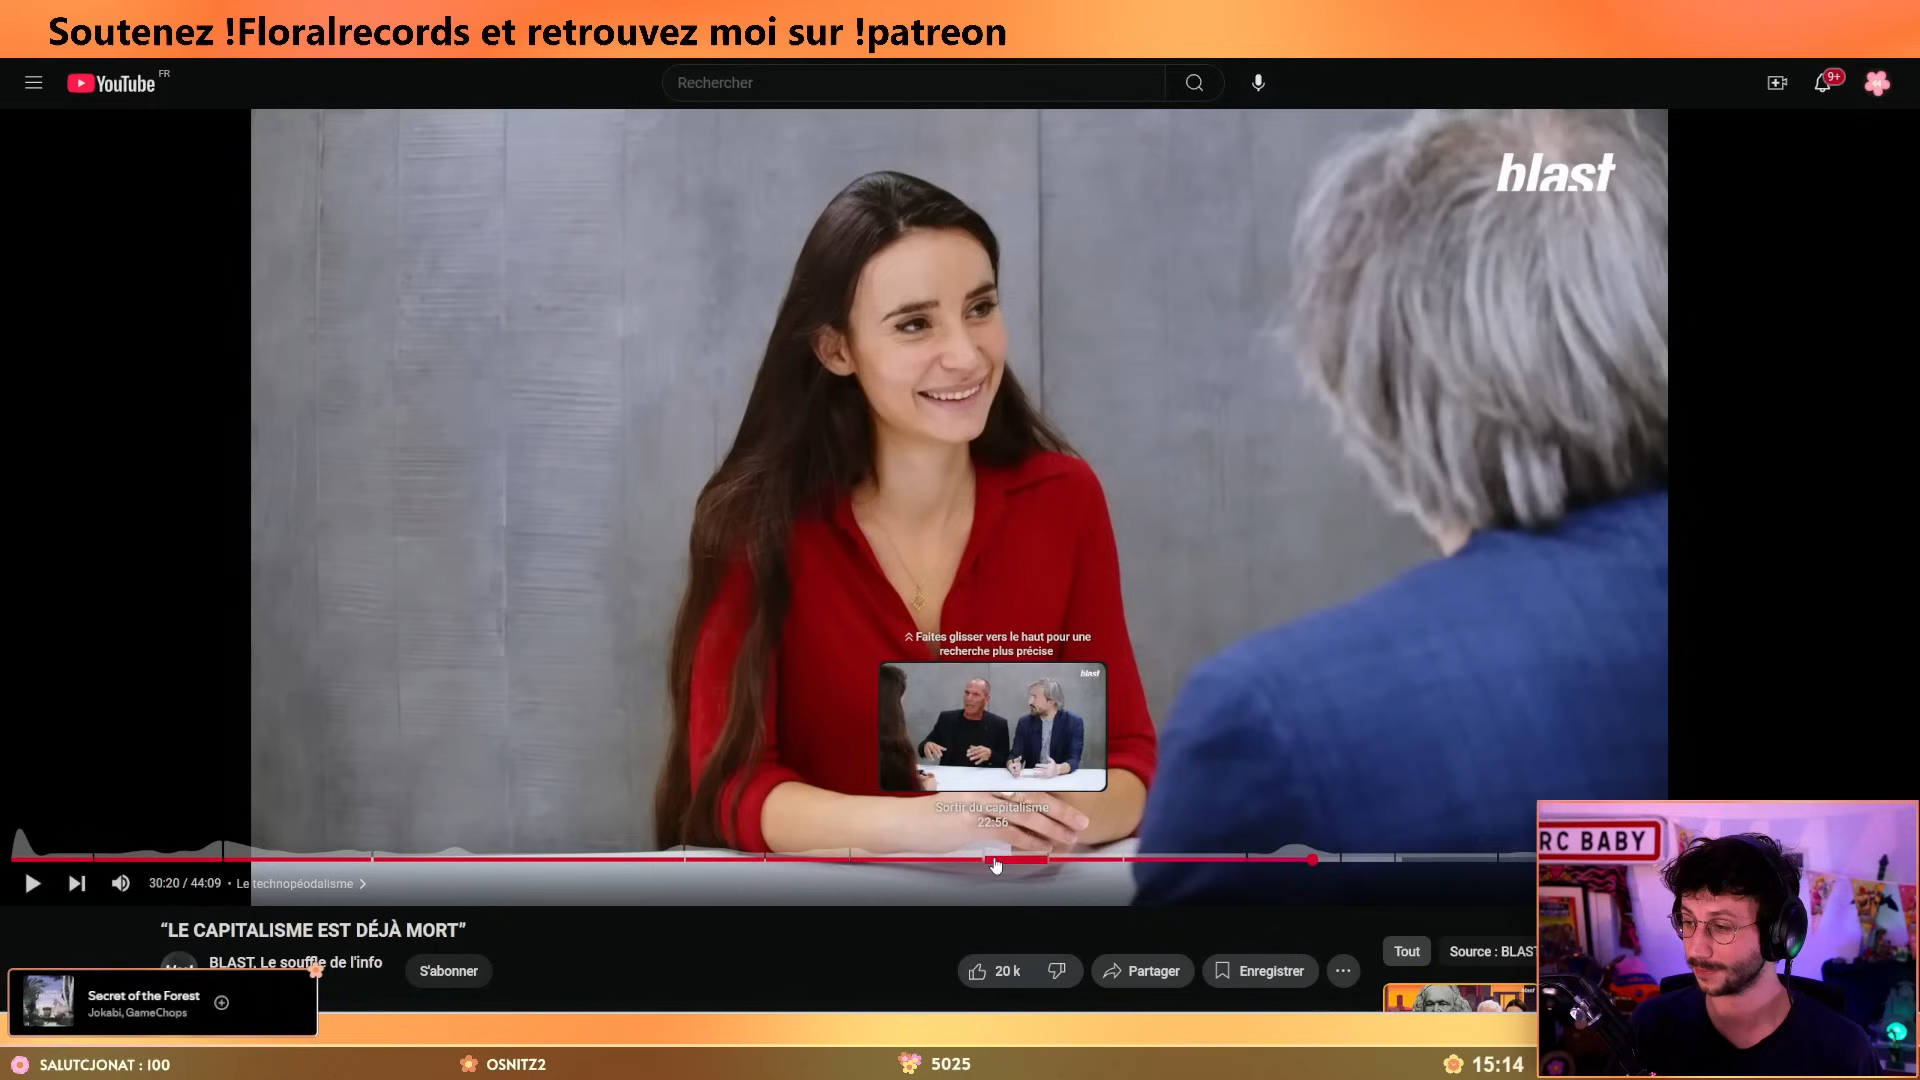 Soutenez !Floralrecords et retrouvez moi sur !patreon
YouTube FR
Rechercher
9+
blast
Faites glisser vers le haut pour une
recherche plus précise
blast
Sortir du capitalisme
22:56
30:20 / 44:09 • Le technopéodalisme
“LE CAPITALISME EST DÉJÀ MORT”
BLAST, Le souffle de l'info
S'abonner
20 k
Partager
Enregistrer
Tout
Source : BLAST
RC BABY
Secret of the Forest
Jokabi, GameChops
SALUTCJONAT : 100
OSNITZ2
5025
15:14